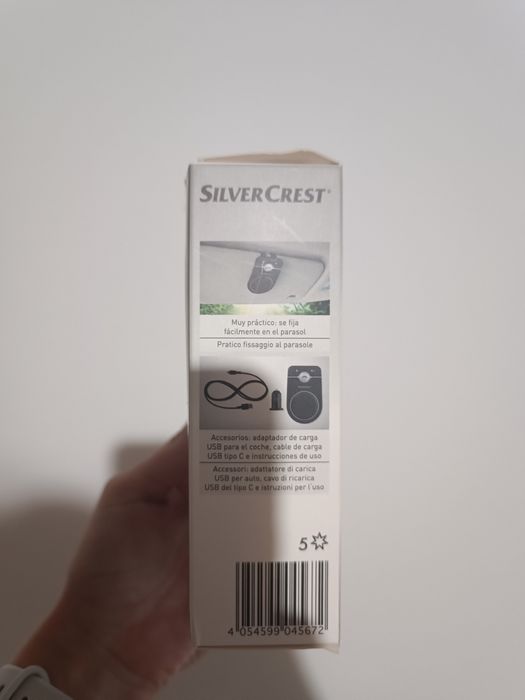 SILVERCREST®
Muy práctico: se fija
fácilmente en el parasol
Pratico fissaggio al parasole
Accesorios: adaptador de carga
USB para el coche, cable de carga
USB tipo C e instrucciones de uso
Accessori: adattatore di carica
USB per auto, cavo di ricarica
USB del tipo C e istruzioni per l'uso
5
4 054599 045672